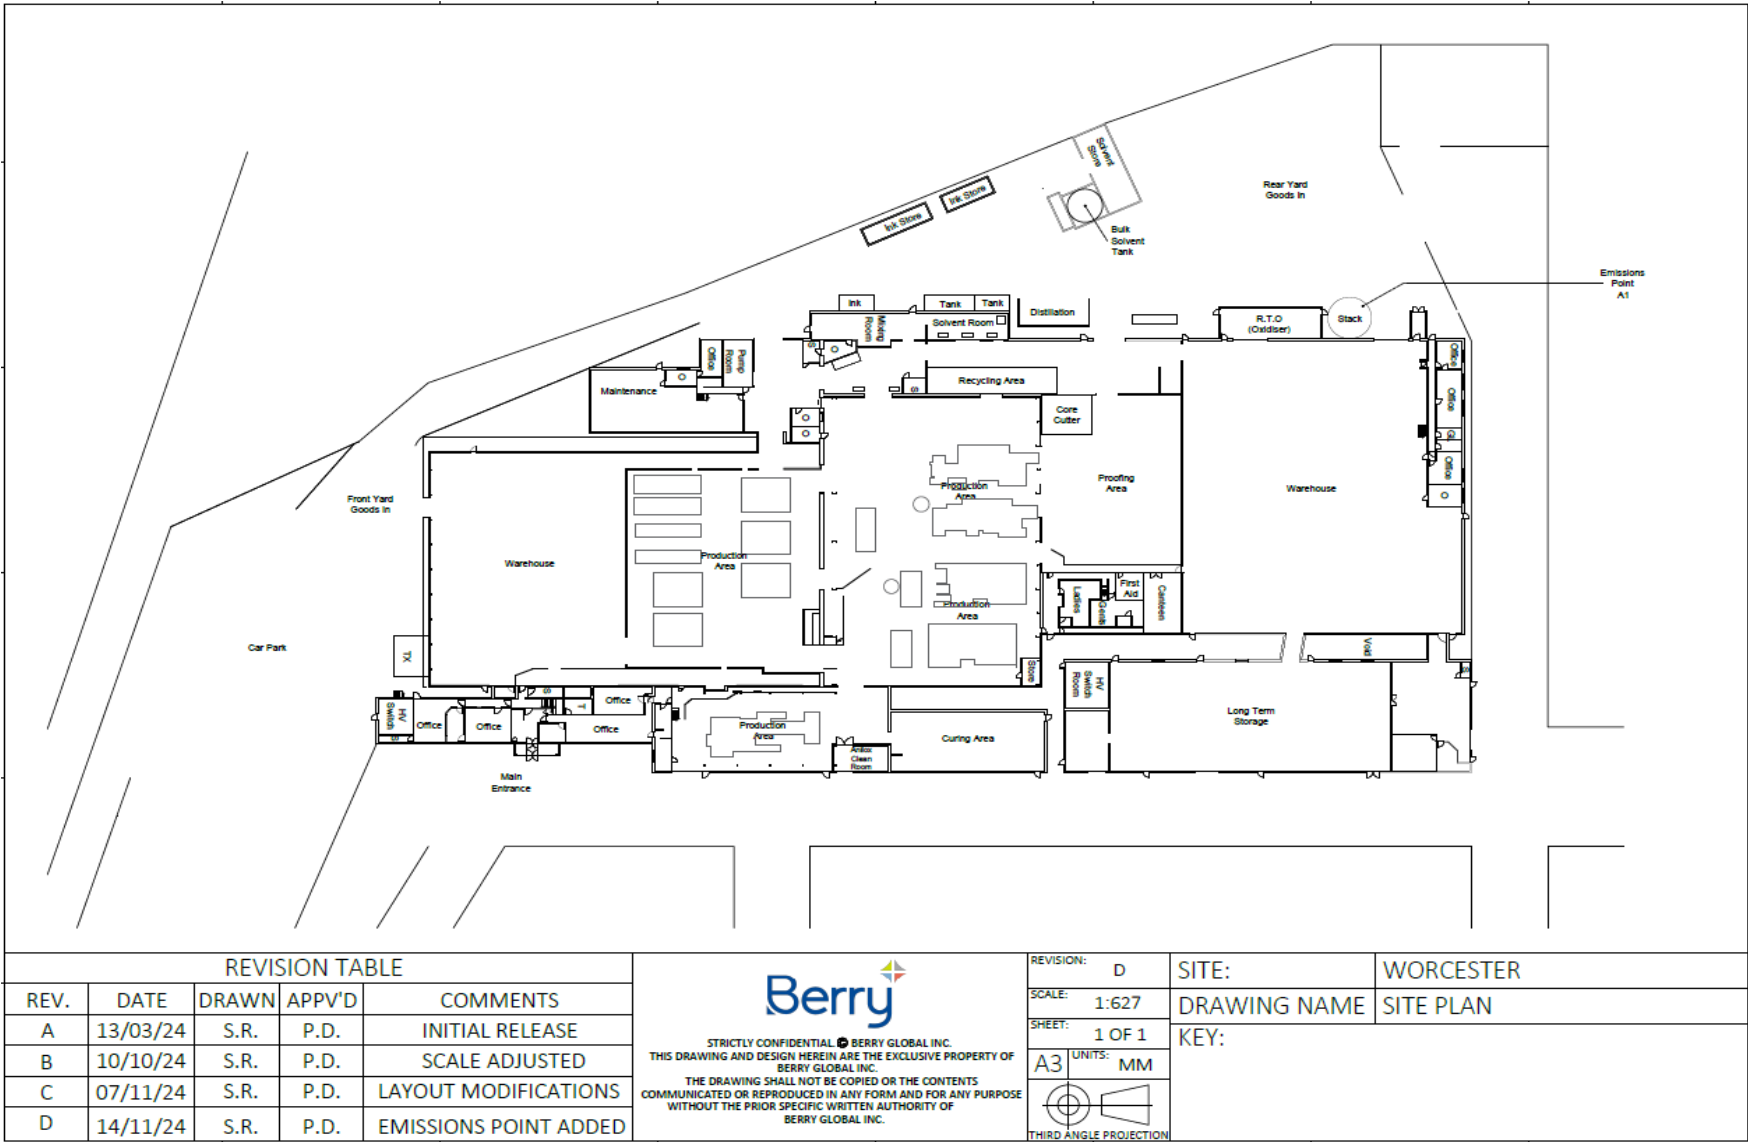 Solvent
Store
Ink Store
Ink Store
Rear Yard
Goods In
Bulk
Solvent
Tank
Emissions
Point
A1
Ink
Tank
Tank
Distillation
Mixing
Room
Solvent Room
R.T.O
(Oxidiser)
Stack
S
O
Office
Pump
Room
Office
Maintenance
O
S
Recycling Area
Office
Core
Cutter
O
O
Office
O
Production
Area
Proofing
Area
Warehouse
Front Yard
Goods In
Warehouse
Production
Area
Production
Area
Ladies
Gents
First
Aid
Canteen
Car Park
TX
Void
Store
HV
Switch
Room
S
S
HV
Switch
S
Office
Office
T
Office
Office
Production
Area
Anilox
Clean
Room
Curing Area
Long Term
Storage
Main
Entrance
REVISION TABLE
REV. DATE DRAWN APPV'D COMMENTS
A 13/03/24 S.R. P.D. INITIAL RELEASE
B 10/10/24 S.R. P.D. SCALE ADJUSTED
C 07/11/24 S.R. P.D. LAYOUT MODIFICATIONS
D 14/11/24 S.R. P.D. EMISSIONS POINT ADDED
Berry
STRICTLY CONFIDENTIAL BERRY GLOBAL INC.
THIS DRAWING AND DESIGN HEREIN ARE THE EXCLUSIVE PROPERTY OF
BERRY GLOBAL INC.
THE DRAWING SHALL NOT BE COPIED OR THE CONTENTS
COMMUNICATED OR REPRODUCED IN ANY FORM AND FOR ANY PURPOSE
WITHOUT THE PRIOR SPECIFIC WRITTEN AUTHORITY OF
BERRY GLOBAL INC.
REVISION: D
SCALE: 1:627
SHEET: 1 OF 1
A3 UNITS: MM
THIRD ANGLE PROJECTION
SITE: WORCESTER
DRAWING NAME SITE PLAN
KEY: